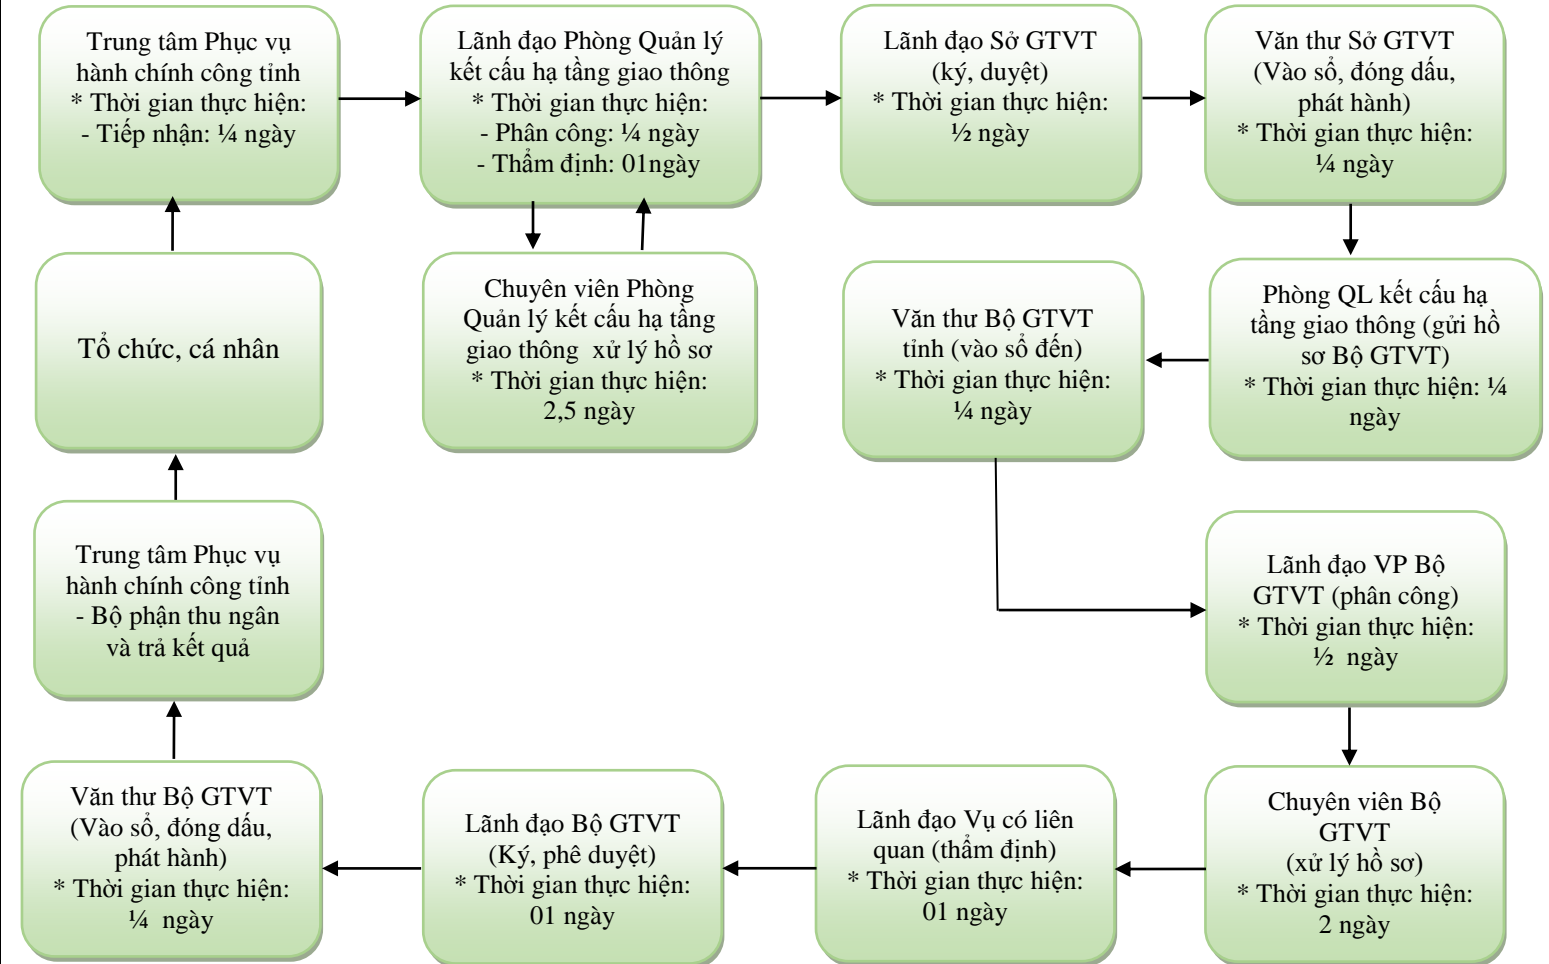 Trung tâm Phục vụ
hành chính công tỉnh
* Thời gian thực hiện:
- Tiếp nhận: ¼ ngày
Lãnh đạo Phòng Quản lý
kết cấu hạ tầng giao thông
* Thời gian thực hiện:
- Phân công: ¼ ngày
- Thẩm định: 01ngày
Lãnh đạo Sở GTVT
(ký, duyệt)
* Thời gian thực hiện:
½ ngày
Văn thư Sở GTVT
(Vào sổ, đóng dấu,
phát hành)
* Thời gian thực hiện:
¼ ngày
Tổ chức, cá nhân
Chuyên viên Phòng
Quản lý kết cấu hạ tầng
giao thông xử lý hồ sơ
* Thời gian thực hiện:
2,5 ngày
Văn thư Bộ GTVT
tỉnh (vào sổ đến)
* Thời gian thực hiện:
¼ ngày
Phòng QL kết cấu hạ
tầng giao thông (gửi hồ
sơ Bộ GTVT)
* Thời gian thực hiện: ¼
ngày
Trung tâm Phục vụ
hành chính công tỉnh
- Bộ phận thu ngân
và trả kết quả
Lãnh đạo VP Bộ
GTVT (phân công)
* Thời gian thực hiện:
½ ngày
Văn thư Bộ GTVT
(Vào sổ, đóng dấu,
phát hành)
* Thời gian thực hiện:
¼ ngày
Lãnh đạo Bộ GTVT
(Ký, phê duyệt)
* Thời gian thực hiện:
01 ngày
Lãnh đạo Vụ có liên
quan (thẩm định)
* Thời gian thực hiện:
01 ngày
Chuyên viên Bộ
GTVT
(xử lý hồ sơ)
* Thời gian thực hiện:
2 ngày